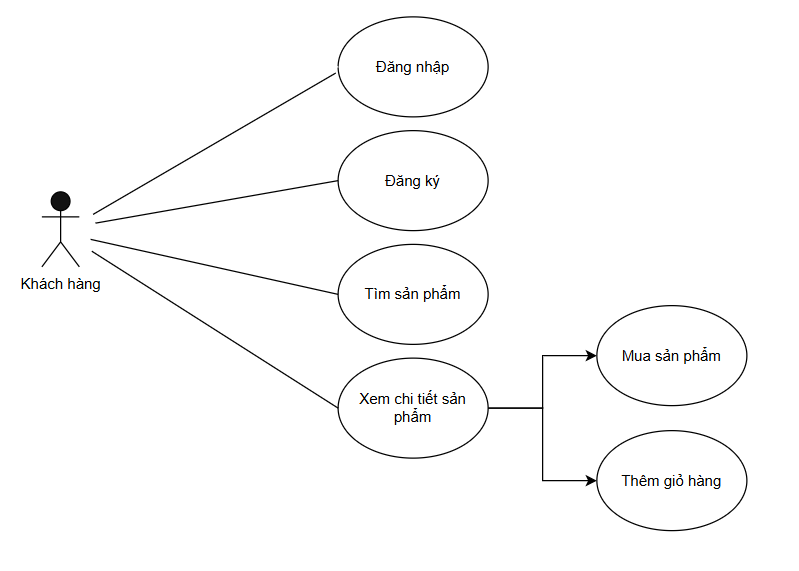 Đăng nhập
Đăng ký
Khách hàng
Tìm sản phẩm
Xem chi tiết sản
phẩm
Mua sản phẩm
Thêm giỏ hàng